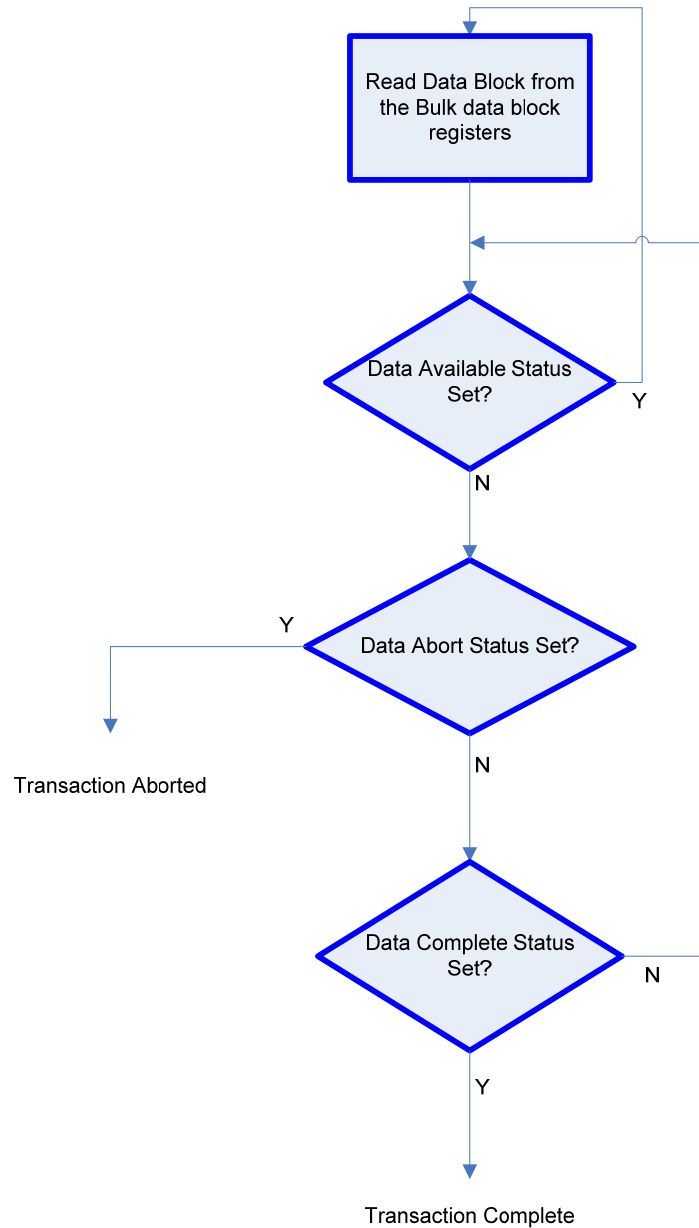 Read Data Block from
the Bulk data block
registers
Data Available Status
Set?
Y
N
Y
Data Abort Status Set?
N
Transaction Aborted
Data Complete Status
Set?
N
Y
Transaction Complete